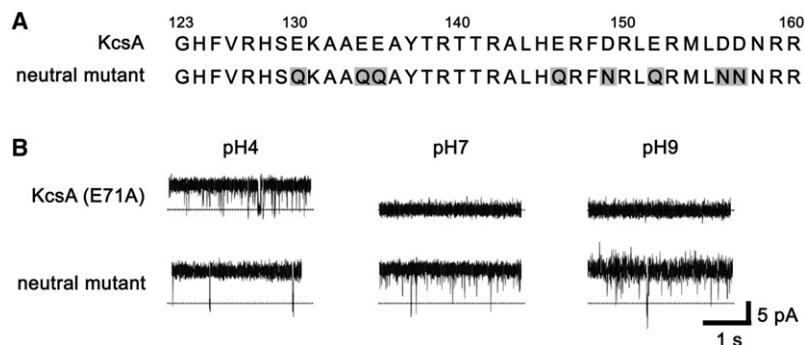 A
123 130 140 150 160
KcsA GHFVRHSEKAAEEAYTRTTRALHERFDRLERMLDDNRR
neutral mutant GHFVRHSQKAAQQAYTRTTRALHQRFNRLQRMLNNNRR
B
pH4 pH7 pH9
KcsA (E71A)
neutral mutant
5 pA
1 s